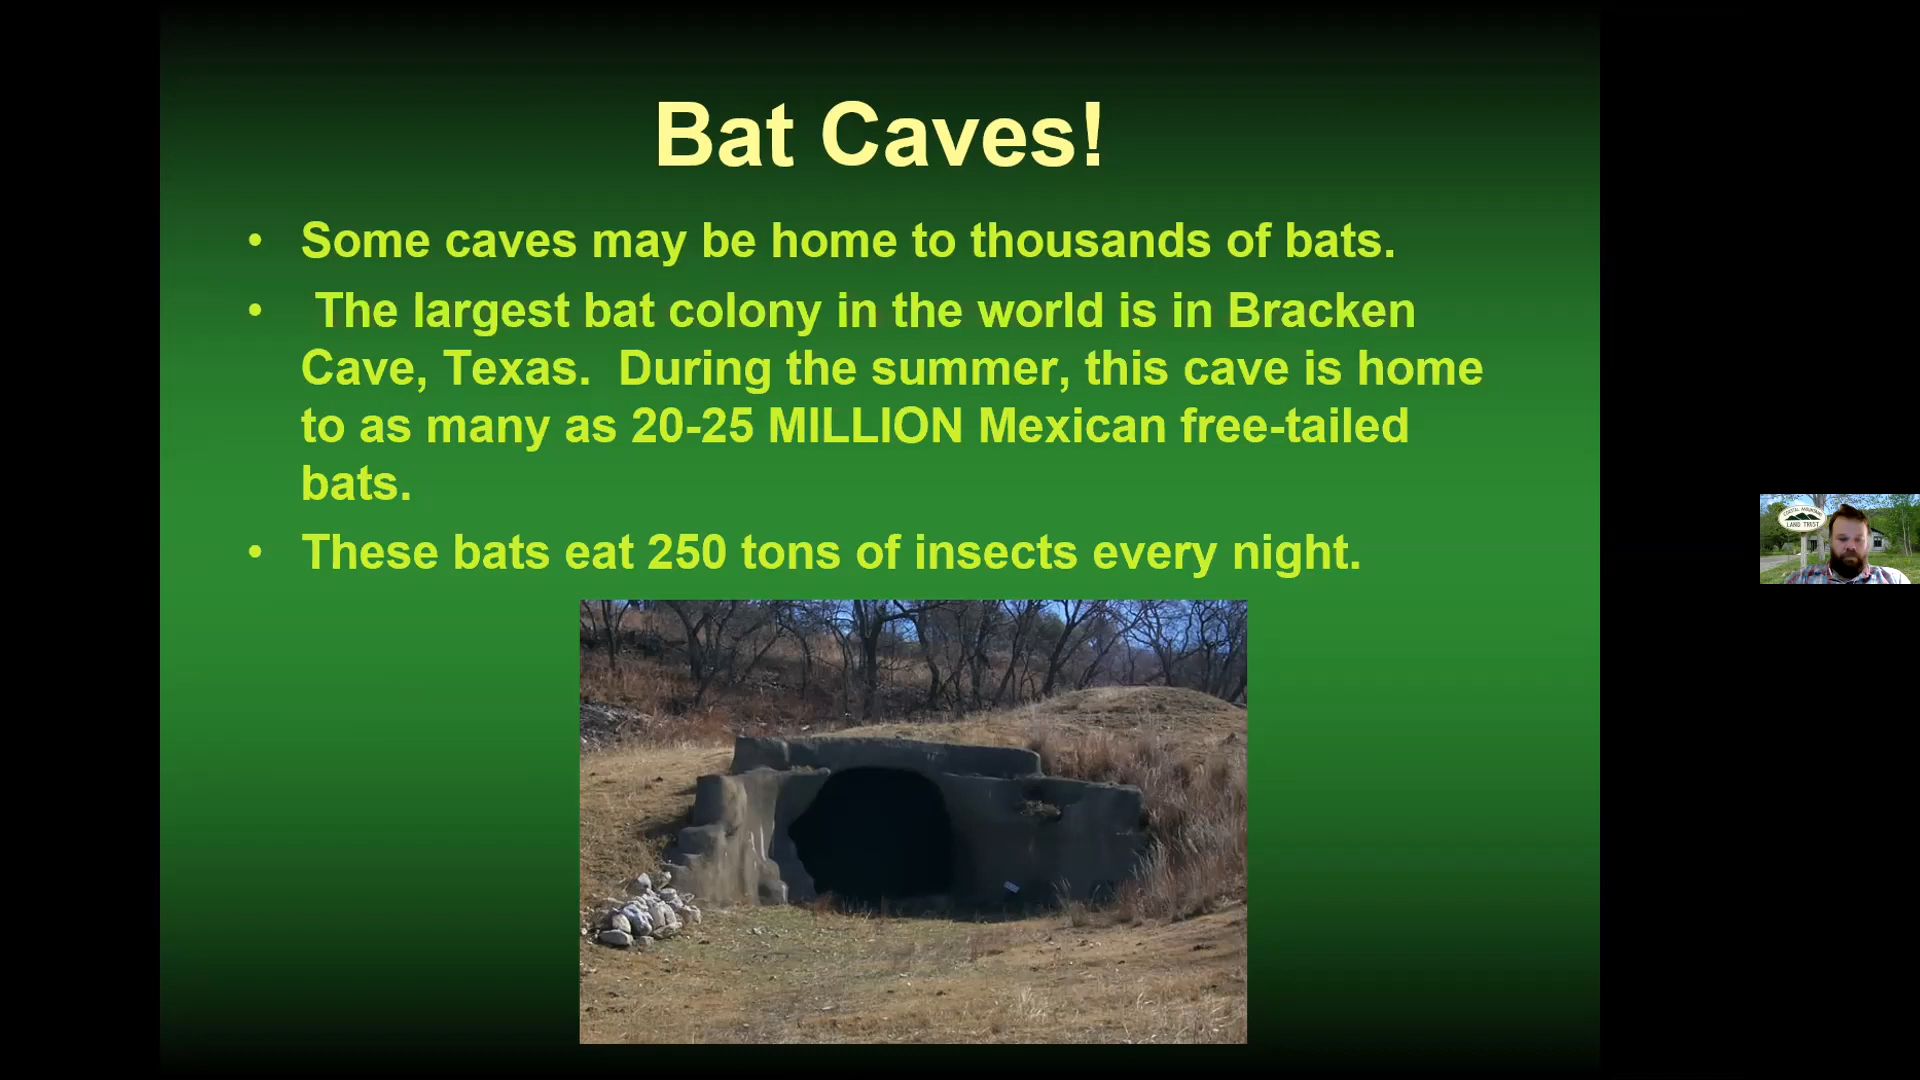 Bat Caves!
• Some caves may be home to thousands of bats.
• The largest bat colony in the world is in Bracken
Cave, Texas. During the summer, this cave is home
to as many as 20-25 MILLION Mexican free-tailed
bats.
• These bats eat 250 tons of insects every night.
COASTAL MOUNTAINS
LAND TRUST